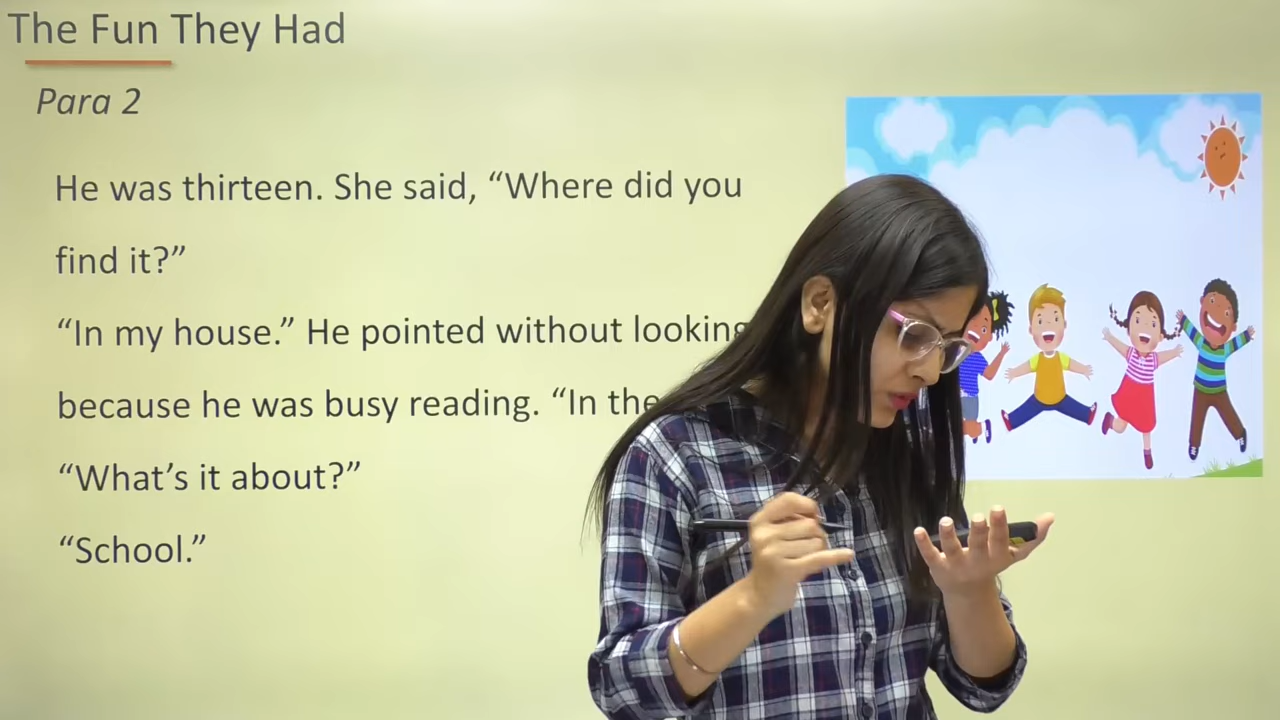 The Fun They Had
Para 2
He was thirteen. She said, “Where did you
find it?”
“In my house.” He pointed without looking
because he was busy reading. “In the
“What’s it about?”
“School.”